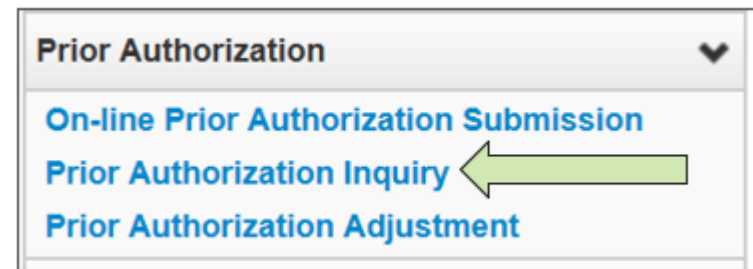 Prior Authorization
On-line Prior Authorization Submission
Prior Authorization Inquiry
Prior Authorization Adjustment